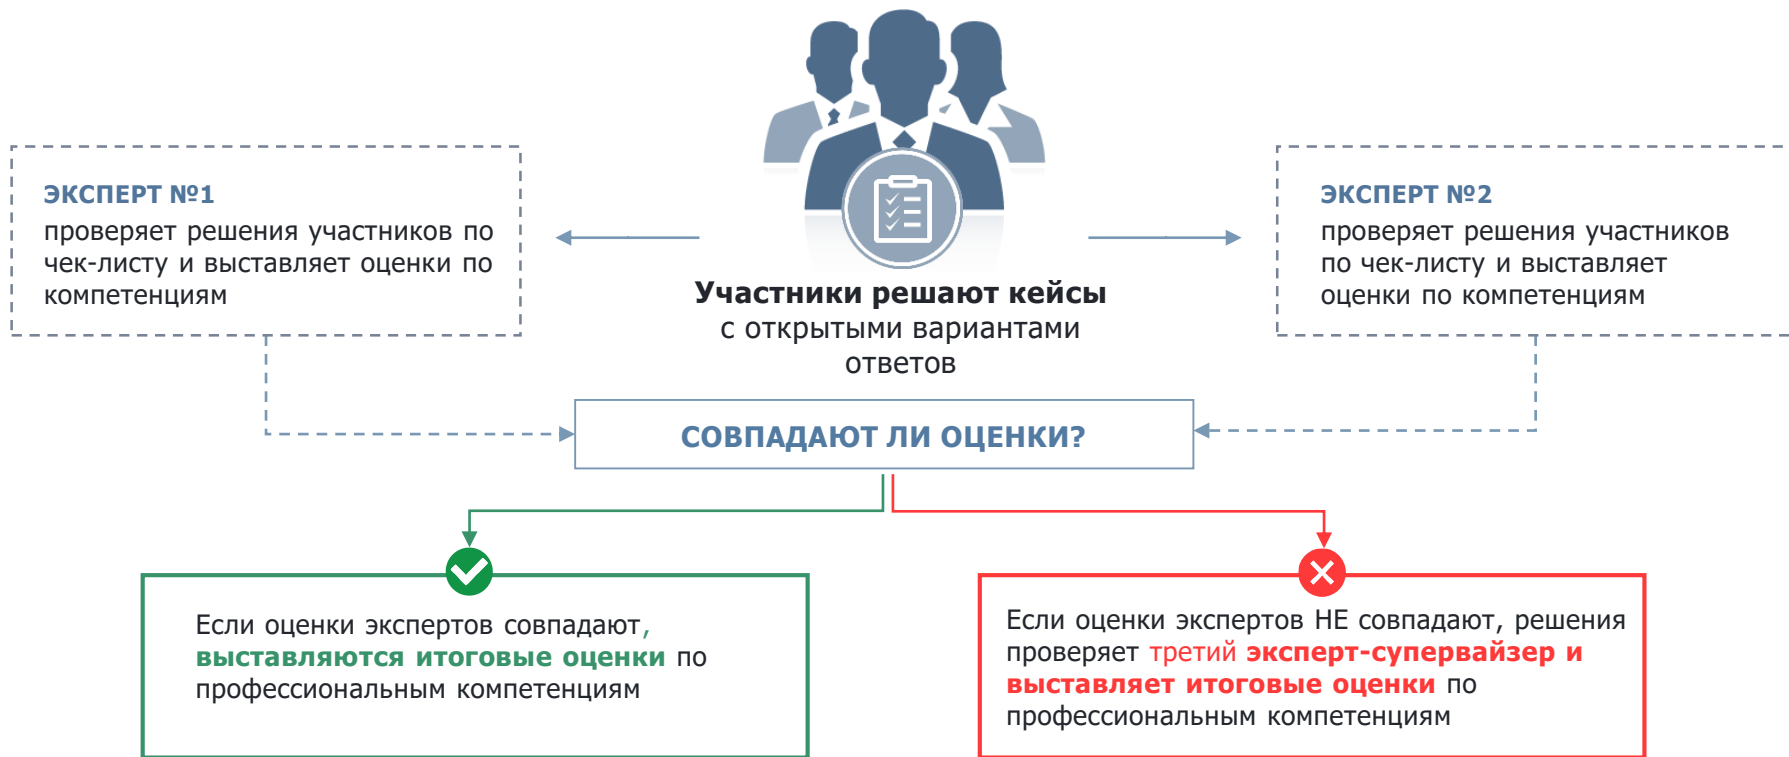 ЭКСПЕРТ №1
проверяет решения участников по
чек-листу и выставляет оценки по
компетенциям
Участники решают кейсы
с открытыми вариантами
ответов
ЭКСПЕРТ №2
проверяет решения участников
по чек-листу и выставляет
оценки по компетенциям
СОВПАДАЮТ ЛИ ОЦЕНКИ?
Если оценки экспертов совпадают,
выставляются итоговые оценки по
профессиональным компетенциям
Если оценки экспертов НЕ совпадают, решения
проверяет третий эксперт-супервайзер и
выставляет итоговые оценки по
профессиональным компетенциям